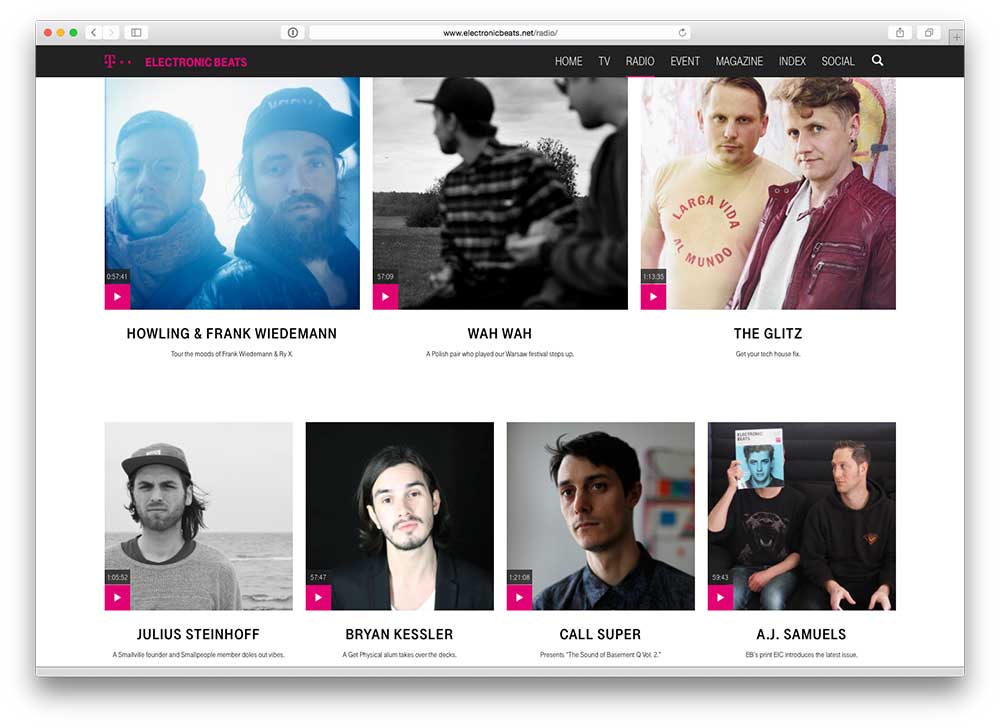 www.electronicbeats.net/radio/
T ELECTRONIC BEATS
HOME TV RADIO EVENT MAGAZINE INDEX SOCIAL
LARGA VIDA
AL MUNDO
0:57:41
57:09
1:13:35
HOWLING & FRANK WIEDEMANN
WAH WAH
THE GLITZ
Tour the moods of Frank Wiedemann & Ry X.
A Polish pair who played our Warsaw festival steps up.
Get your tech house fix.
ELECTRONIC
BEATS
1:05:52
57:47
1:21:08
59:43
JULIUS STEINHOFF
BRYAN KESSLER
CALL SUPER
A.J. SAMUELS
A Smallville founder and Smallpeople member doles out vibes.
A Get Physical alum takes over the decks.
Presents "The Sound of Basement Q Vol. 2."
EB's print EIC introduces the latest issue.